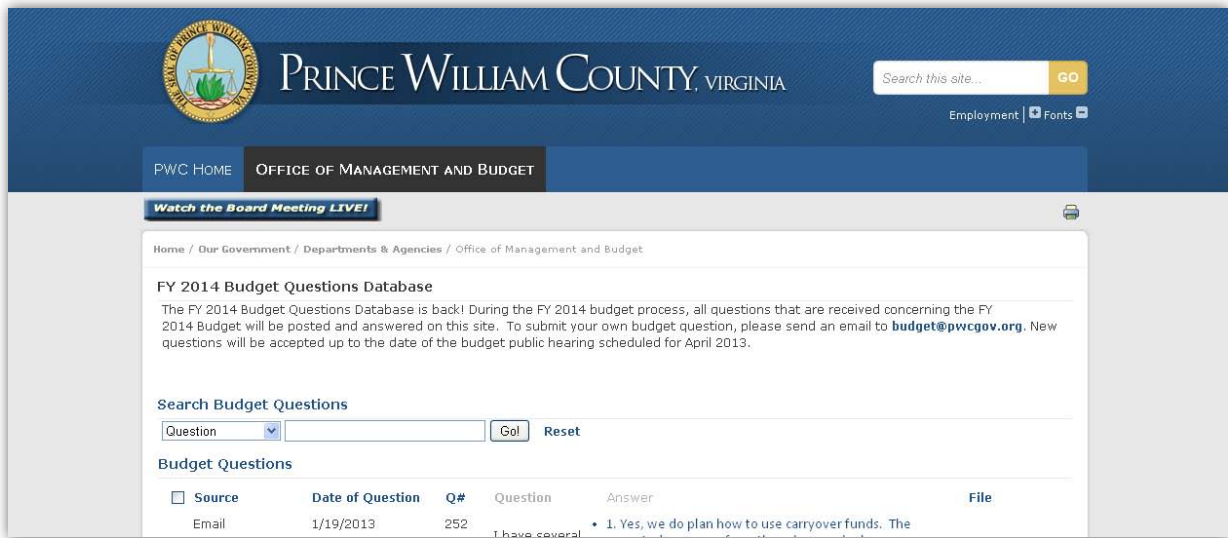 THE SEAL OF PRINCE WILLIAM COUNTY, VA
PRINCE WILLIAM COUNTY, VIRGINIA
Search this site...
GO
Employment | + Fonts -
PWC HOME
OFFICE OF MANAGEMENT AND BUDGET
Watch the Board Meeting LIVE!
Home / Our Government / Departments & Agencies / Office of Management and Budget
FY 2014 Budget Questions Database
The FY 2014 Budget Questions Database is back! During the FY 2014 budget process, all questions that are received concerning the FY
2014 Budget will be posted and answered on this site.  To submit your own budget question, please send an email to budget@pwcgov.org. New
questions will be accepted up to the date of the budget public hearing scheduled for April 2013.
Search Budget Questions
Question
Go!
Reset
Budget Questions
Source Date of Question Q# Question Answer File
Email 1/19/2013 252
I have several
• 1. Yes, we do plan how to use carryover funds.  The